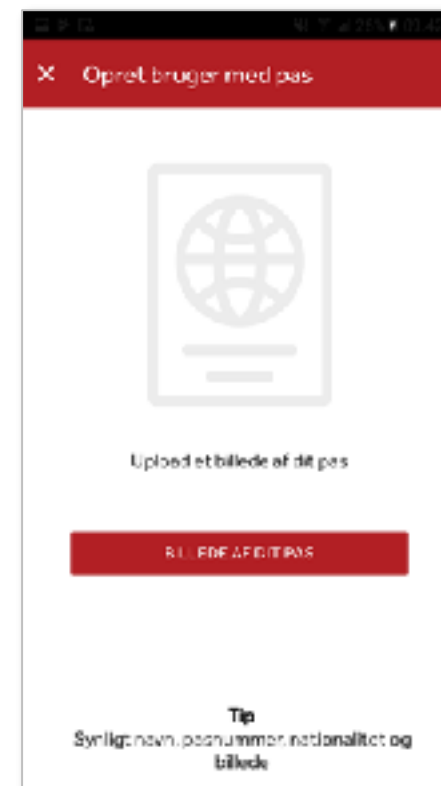 Opret bruger med pas
Upload et billede af dit pas
BILLEDE AF DIT PAS
Tip
Synligt navn, pasnummer, nationalitet og
billede